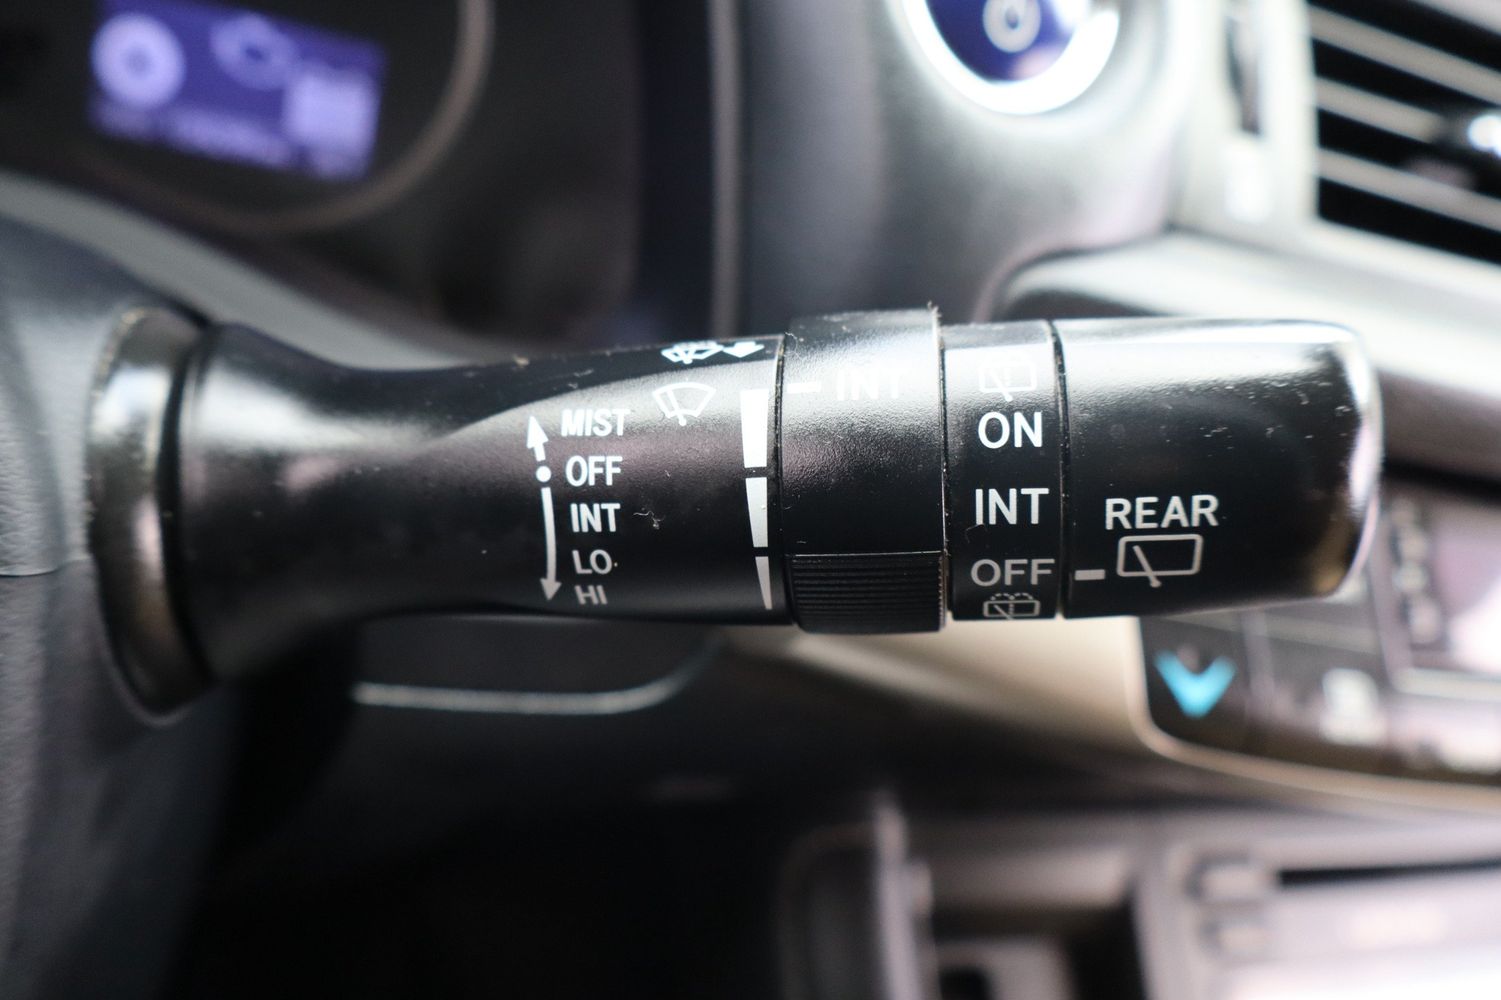 MIST
OFF
INT
LO
HI
INT
ON
INT
OFF
REAR